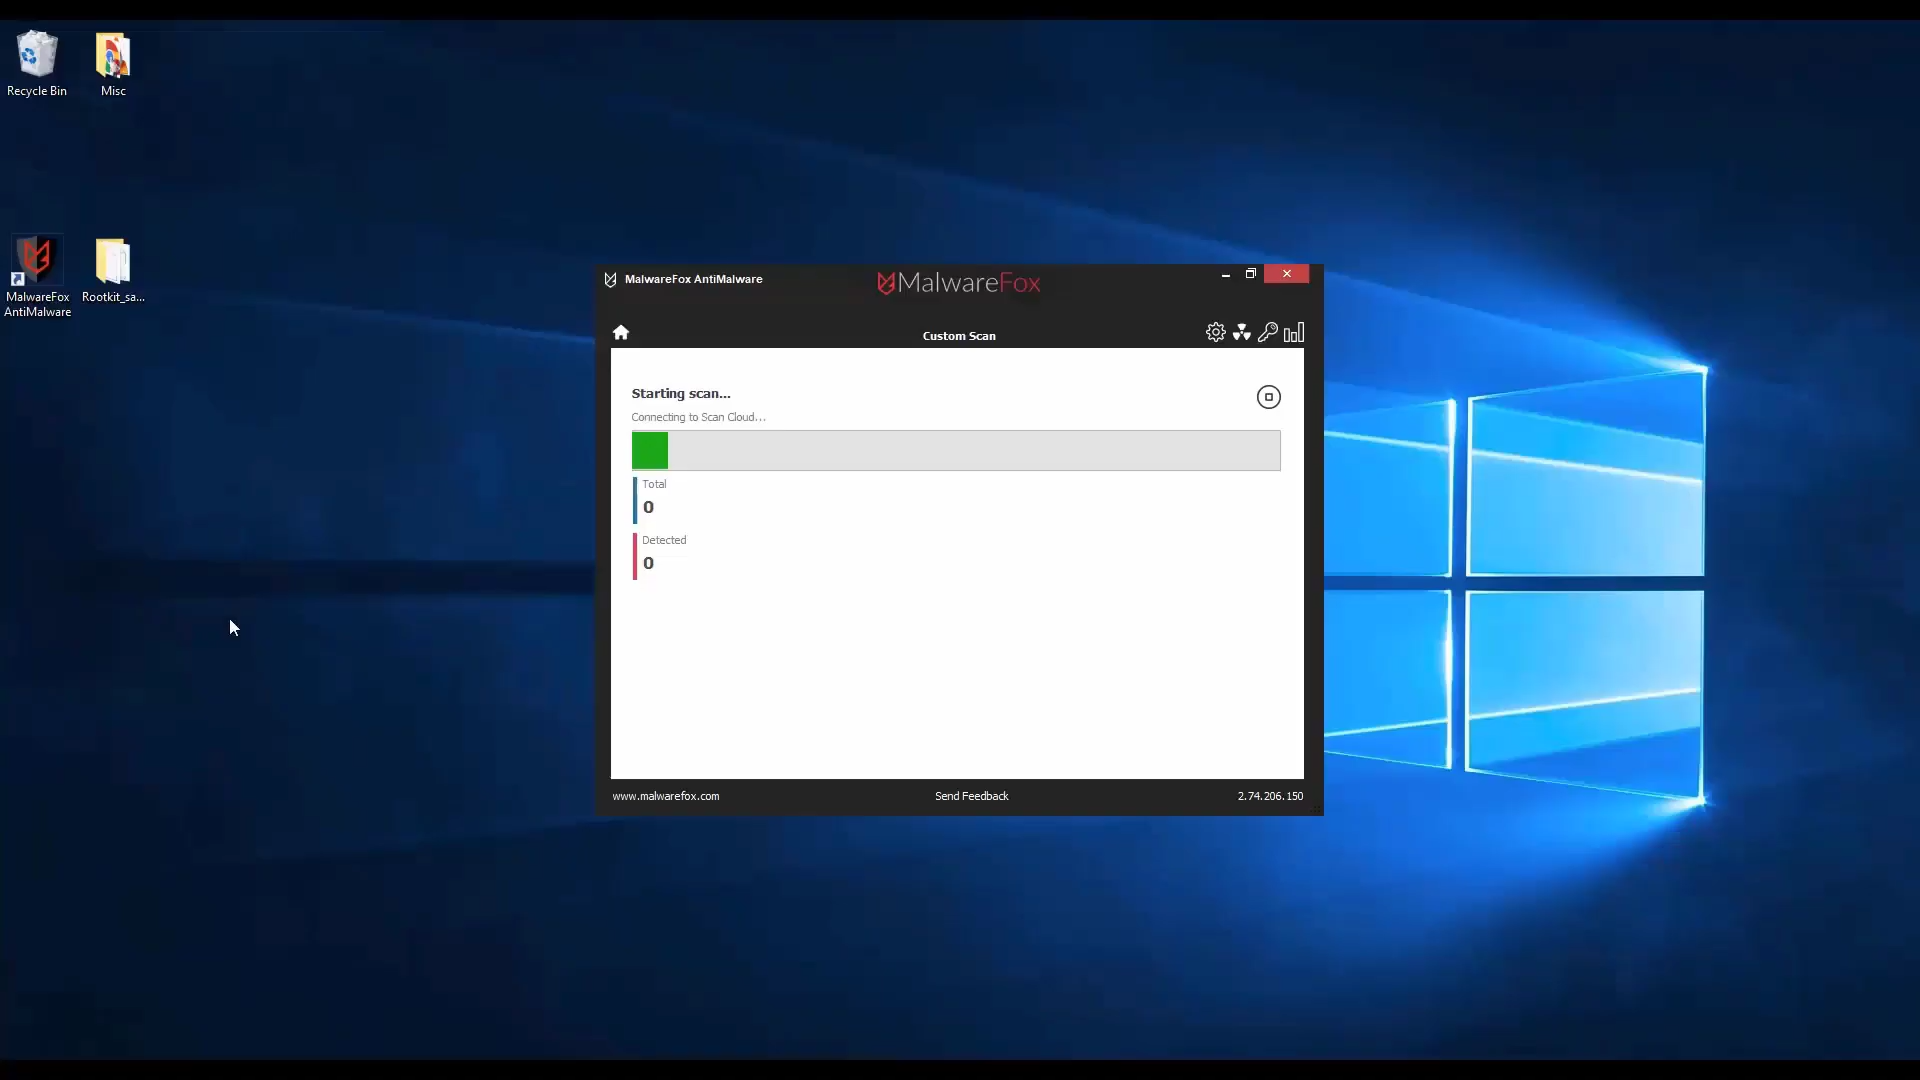 Recycle Bin
Misc
MalwareFox
AntiMalware
Rootkit_sa...
MalwareFox AntiMalware
MalwareFox
Custom Scan
Starting scan...
Connecting to Scan Cloud...
Total
0
Detected
0
www.malwarefox.com
Send Feedback
2.74.206.150